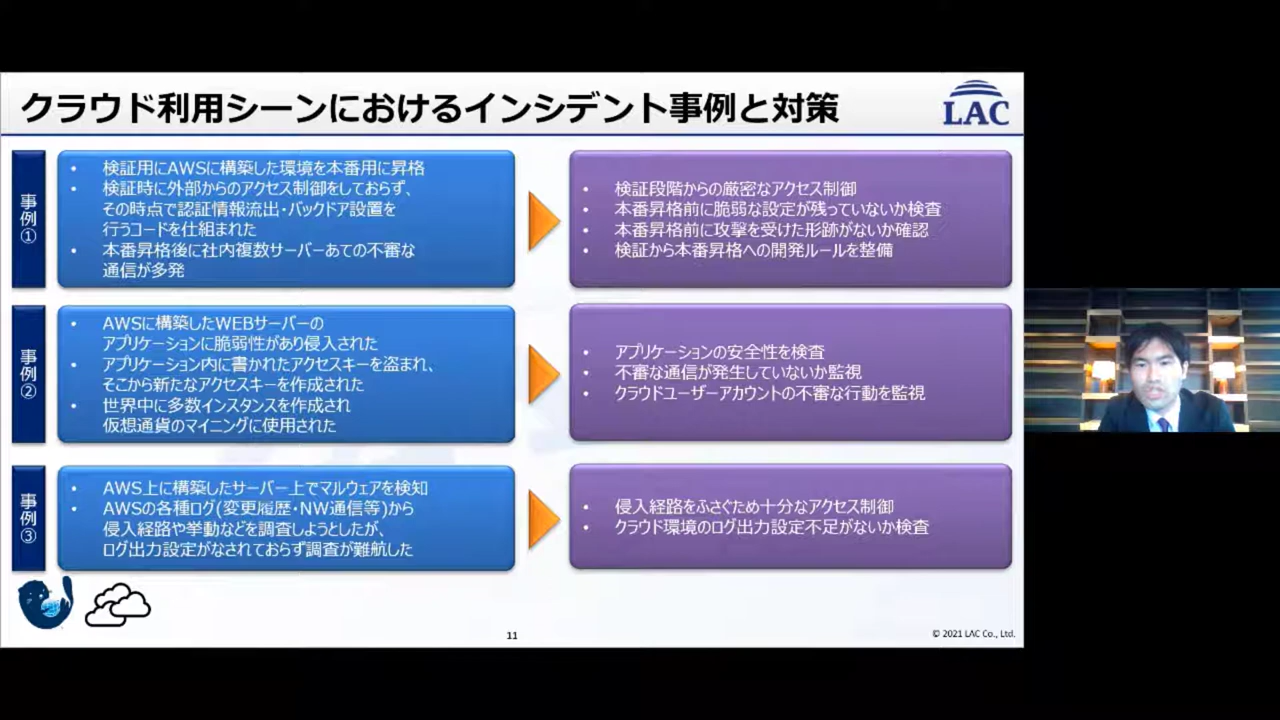 クラウド利用シーンにおけるインシデント事例と対策
LAC
事例①
• 検証用にAWSに構築した環境を本番用に昇格
• 検証時に外部からのアクセス制御をしておらず、
その時点で認証情報流出・バックドア設置を
行うコードを仕組まれた
• 本番昇格後に社内複数サーバーあての不審な
通信が多発
• 検証段階からの厳密なアクセス制御
• 本番昇格前に脆弱な設定が残っていないか検査
• 本番昇格前に攻撃を受けた形跡がないか確認
• 検証から本番昇格への開発ルールを整備
事例②
• AWSに構築したWEBサーバーの
アプリケーションに脆弱性があり侵入された
• アプリケーション内に書かれたアクセスキーを盗まれ、
そこから新たなアクセスキーを作成された
• 世界中に多数インスタンスを作成され
仮想通貨のマイニングに使用された
• アプリケーションの安全性を検査
• 不審な通信が発生していないか監視
• クラウドユーザーアカウントの不審な行動を監視
事例③
• AWS上に構築したサーバー上でマルウェアを検知
• AWSの各種ログ(変更履歴・NW通信等)から
侵入経路や挙動などを調査しようとしたが、
ログ出力設定がなされておらず調査が難航した
• 侵入経路をふさぐため十分なアクセス制御
• クラウド環境のログ出力設定不足がないか検査
11
© 2021 LAC Co., Ltd.